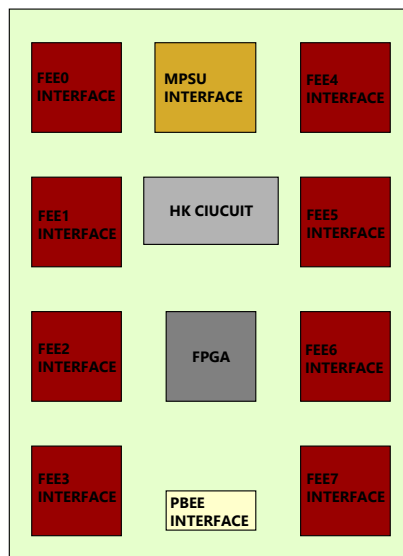 FEE0
INTERFACE
MPSU
INTERFACE
FEE4
INTERFACE
FEE1
INTERFACE
HK CIUCUIT
FEE5
INTERFACE
FEE2
INTERFACE
FPGA
FEE6
INTERFACE
FEE3
INTERFACE
PBEE
INTERFACE
FEE7
INTERFACE